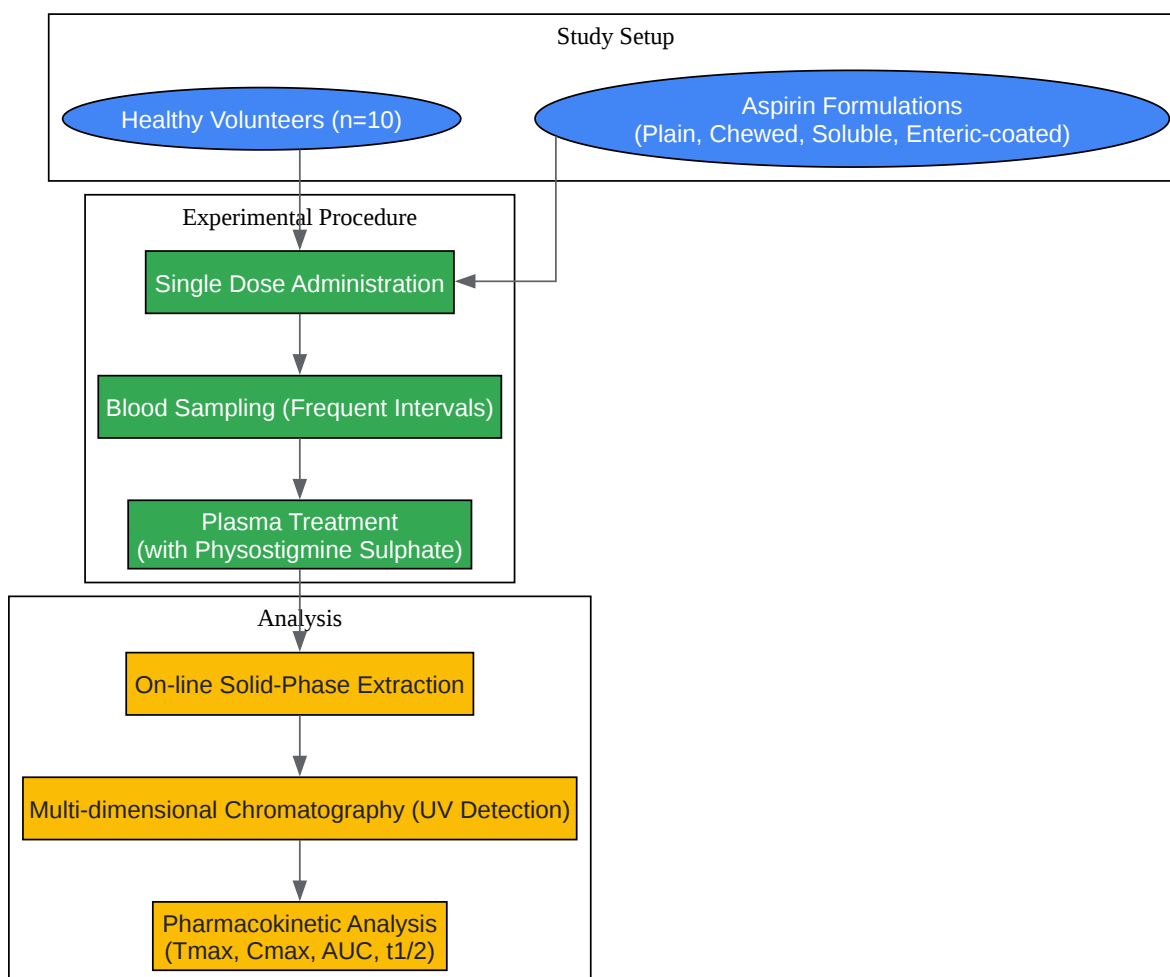 Study Setup
Healthy Volunteers (n=10)
Aspirin Formulations
(Plain, Chewed, Soluble, Enteric-coated)
Experimental Procedure
Single Dose Administration
Blood Sampling (Frequent Intervals)
Plasma Treatment
(with Physostigmine Sulphate)
Analysis
On-line Solid-Phase Extraction
Multi-dimensional Chromatography (UV Detection)
Pharmacokinetic Analysis
(Tmax, Cmax, AUC, t1/2)